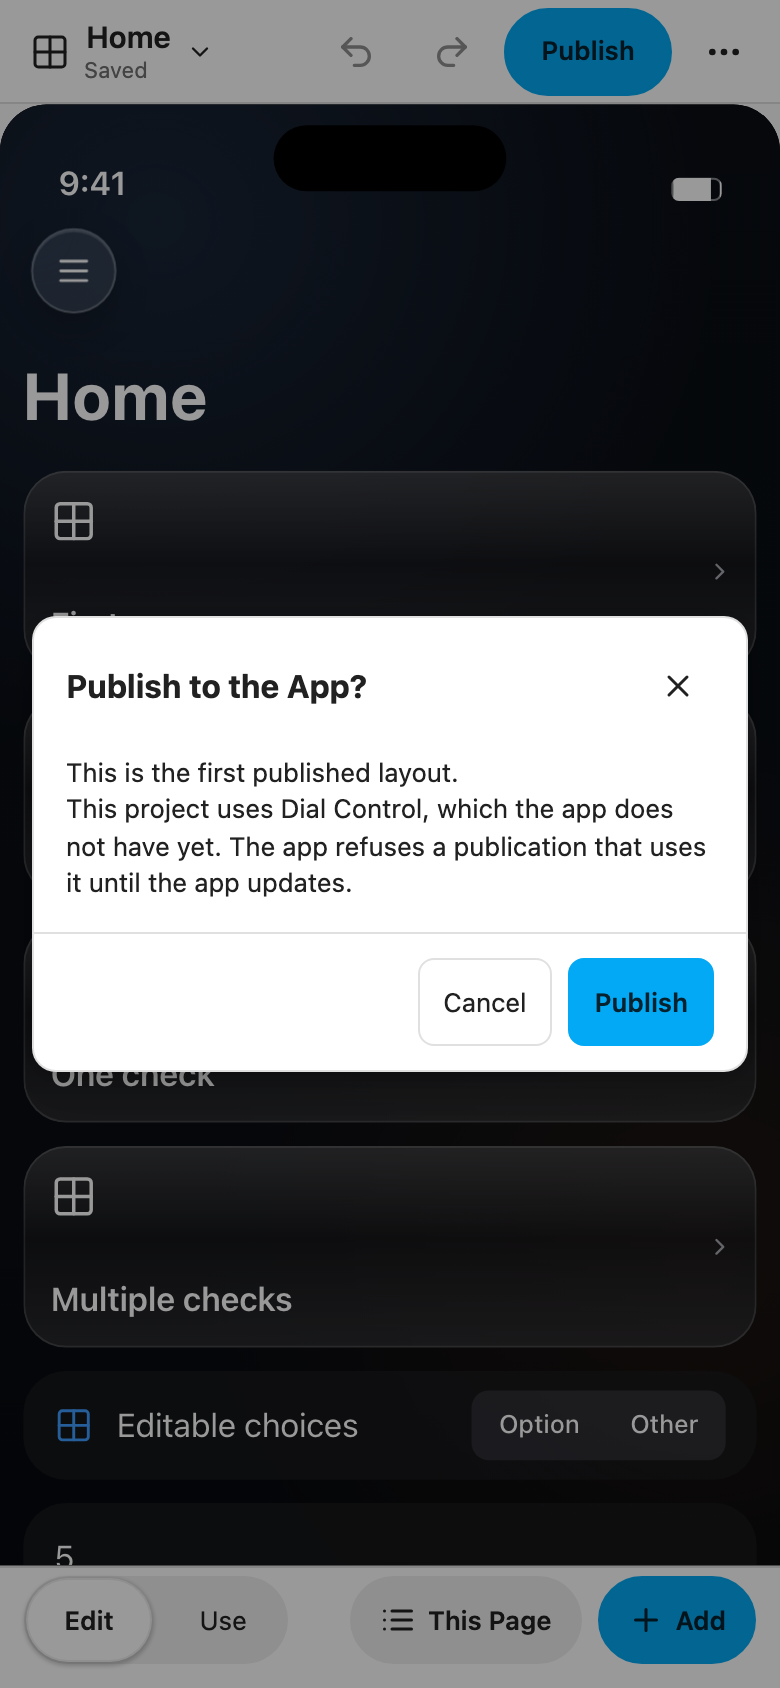 Home
Saved
Publish
9:41
Home
Publish to the App?
This is the first published layout.
This project uses Dial Control, which the app does
not have yet. The app refuses a publication that uses
it until the app updates.
Cancel
Publish
One check
Multiple checks
Editable choices
Option
Other
5
Edit
Use
This Page
Add